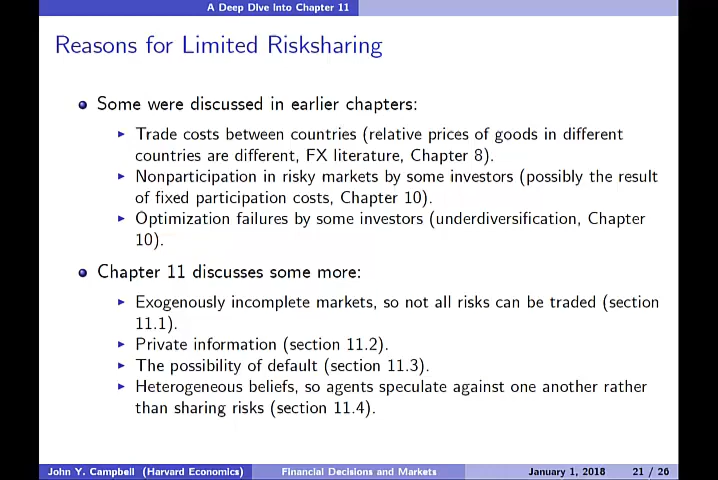 A Deep DIve Into Chapter 11
Reasons for Limited Risksharing
Some were discussed in earlier chapters:
Trade costs between countries (relative prices of goods in different
countries are different, FX literature, Chapter 8).
Nonparticipation in risky markets by some investors (possibly the result
of fixed participation costs, Chapter 10).
Optimization failures by some investors (underdiversification, Chapter
10).
Chapter 11 discusses some more:
Exogenously incomplete markets, so not all risks can be traded (section
11.1).
Private information (section 11.2).
The possibility of default (section 11.3).
Heterogeneous beliefs, so agents speculate against one another rather
than sharing risks (section 11.4).
John Y. Campbell (Harvard Economics) Financial Decisions and Markets January 1, 2018 21 / 26